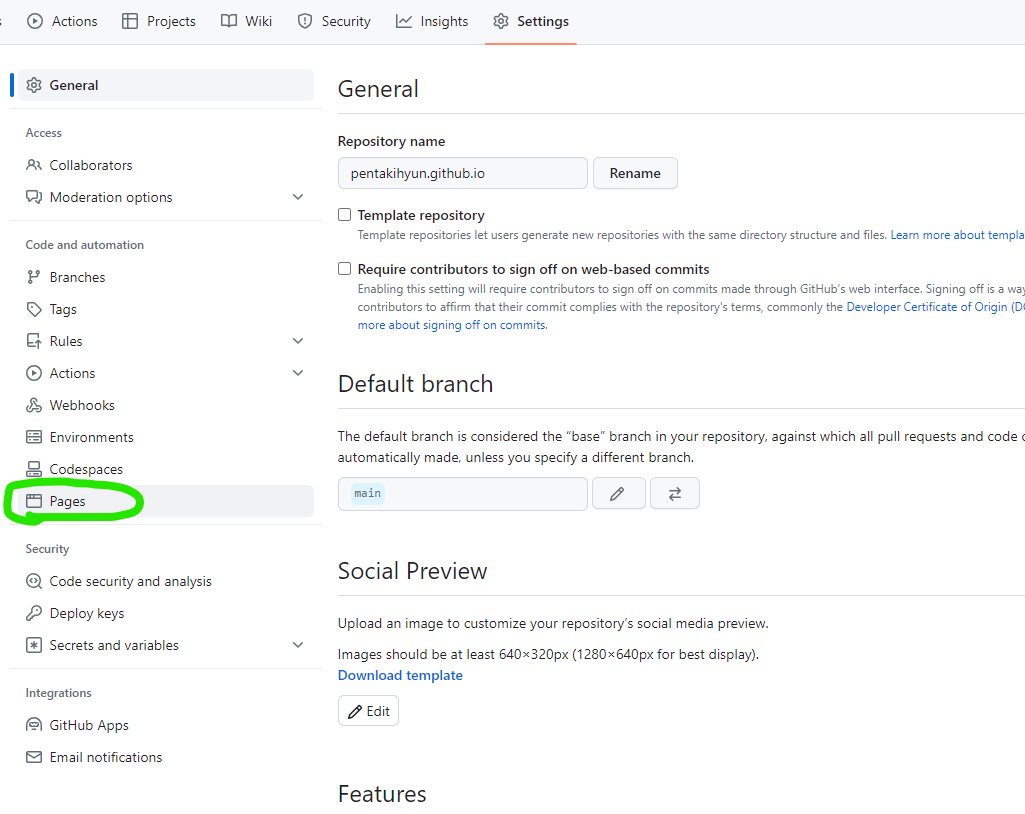 Actions
Projects
Wiki
Security
Insights
Settings
General
Access
Collaborators
Moderation options
Code and automation
Branches
Tags
Rules
Actions
Webhooks
Environments
Codespaces
Pages
Security
Code security and analysis
Deploy keys
Secrets and variables
Integrations
GitHub Apps
Email notifications
General
Repository name
pentakihyun.github.io
Rename
Template repository
Template repositories let users generate new repositories with the same directory structure and files. Learn more about templa
Require contributors to sign off on web-based commits
Enabling this setting will require contributors to sign off on commits made through GitHub's web interface. Signing off is a way
contributors to affirm that their commit complies with the repository's terms, commonly the Developer Certificate of Origin
more about signing off on commits.
Default branch
The default branch is considered the “base” branch in your repository, against which all pull requests and code
automatically made, unless you specify a different branch.
main
Social Preview
Upload an image to customize your repository’s social media preview.
Images should be at least 640×320px (1280×640px for best display).
Download template
Edit
Features